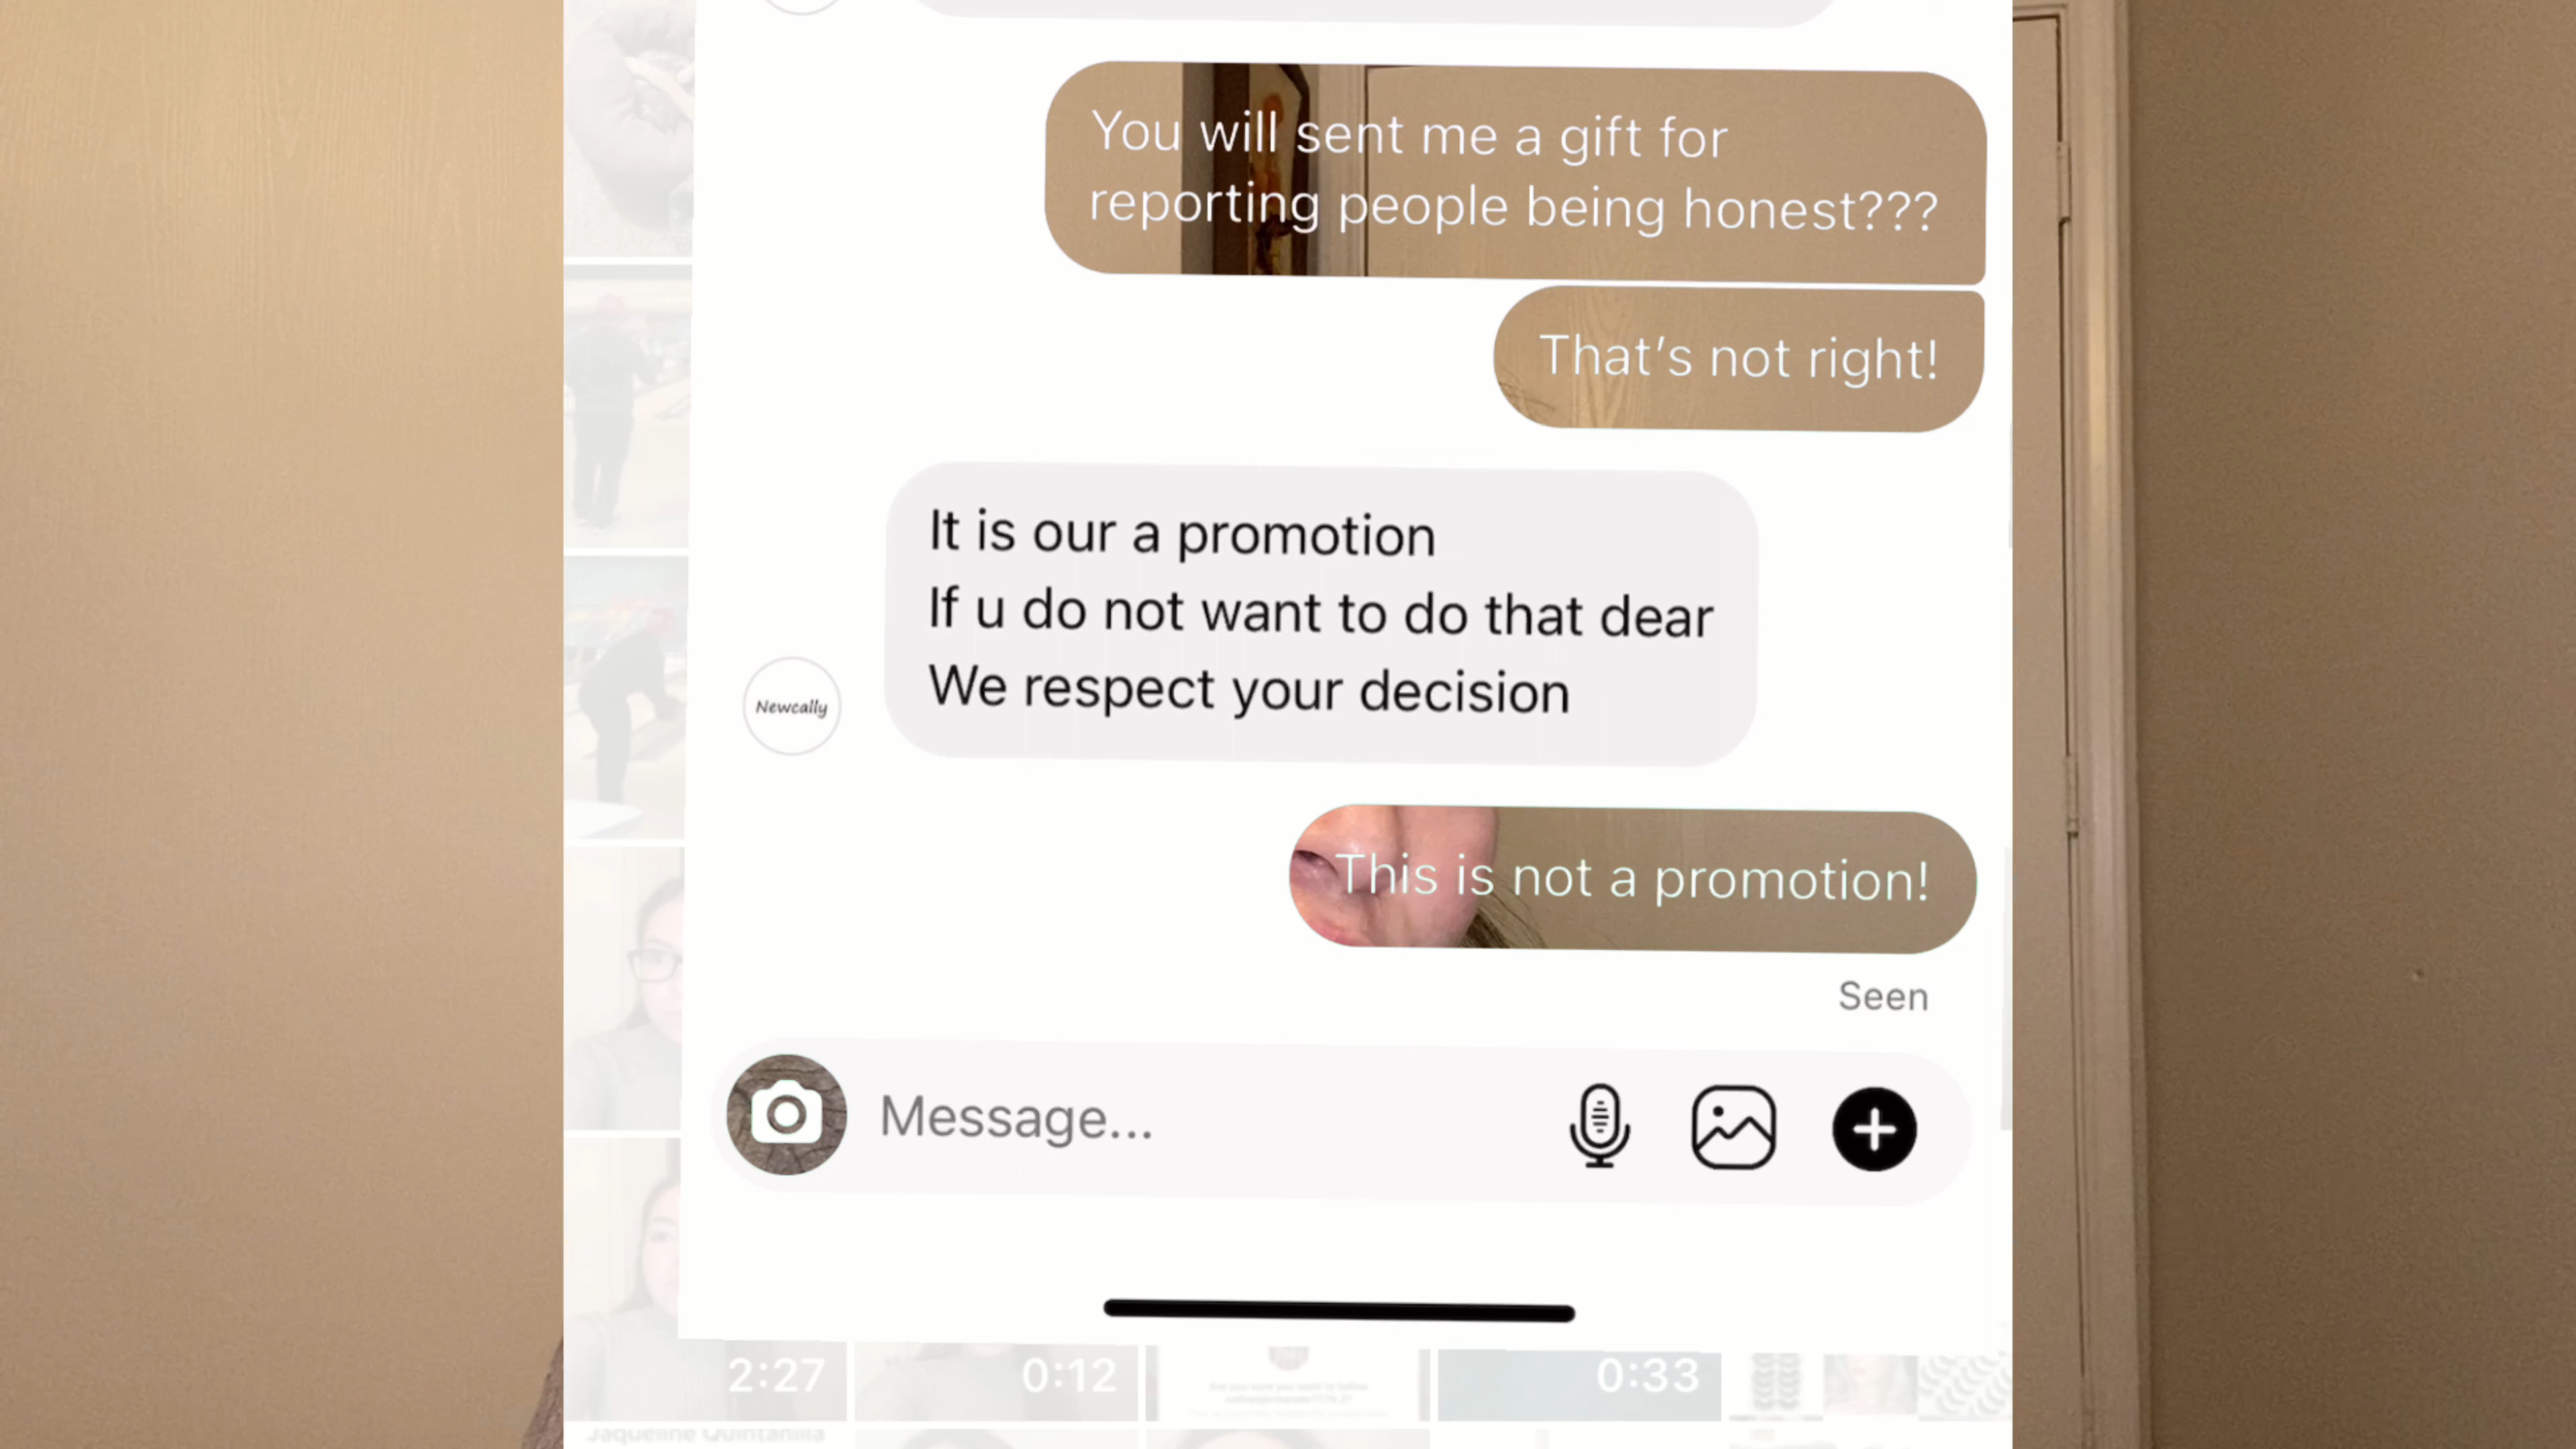 You will sent me a gift for
reporting people being honest???
That's not right!
It is our a promotion
If u do not want to do that dear
We respect your decision
Newcally
This is not a promotion!
Seen
Message...
2:27
0:12
0:33
Jaqueline Quintanilla